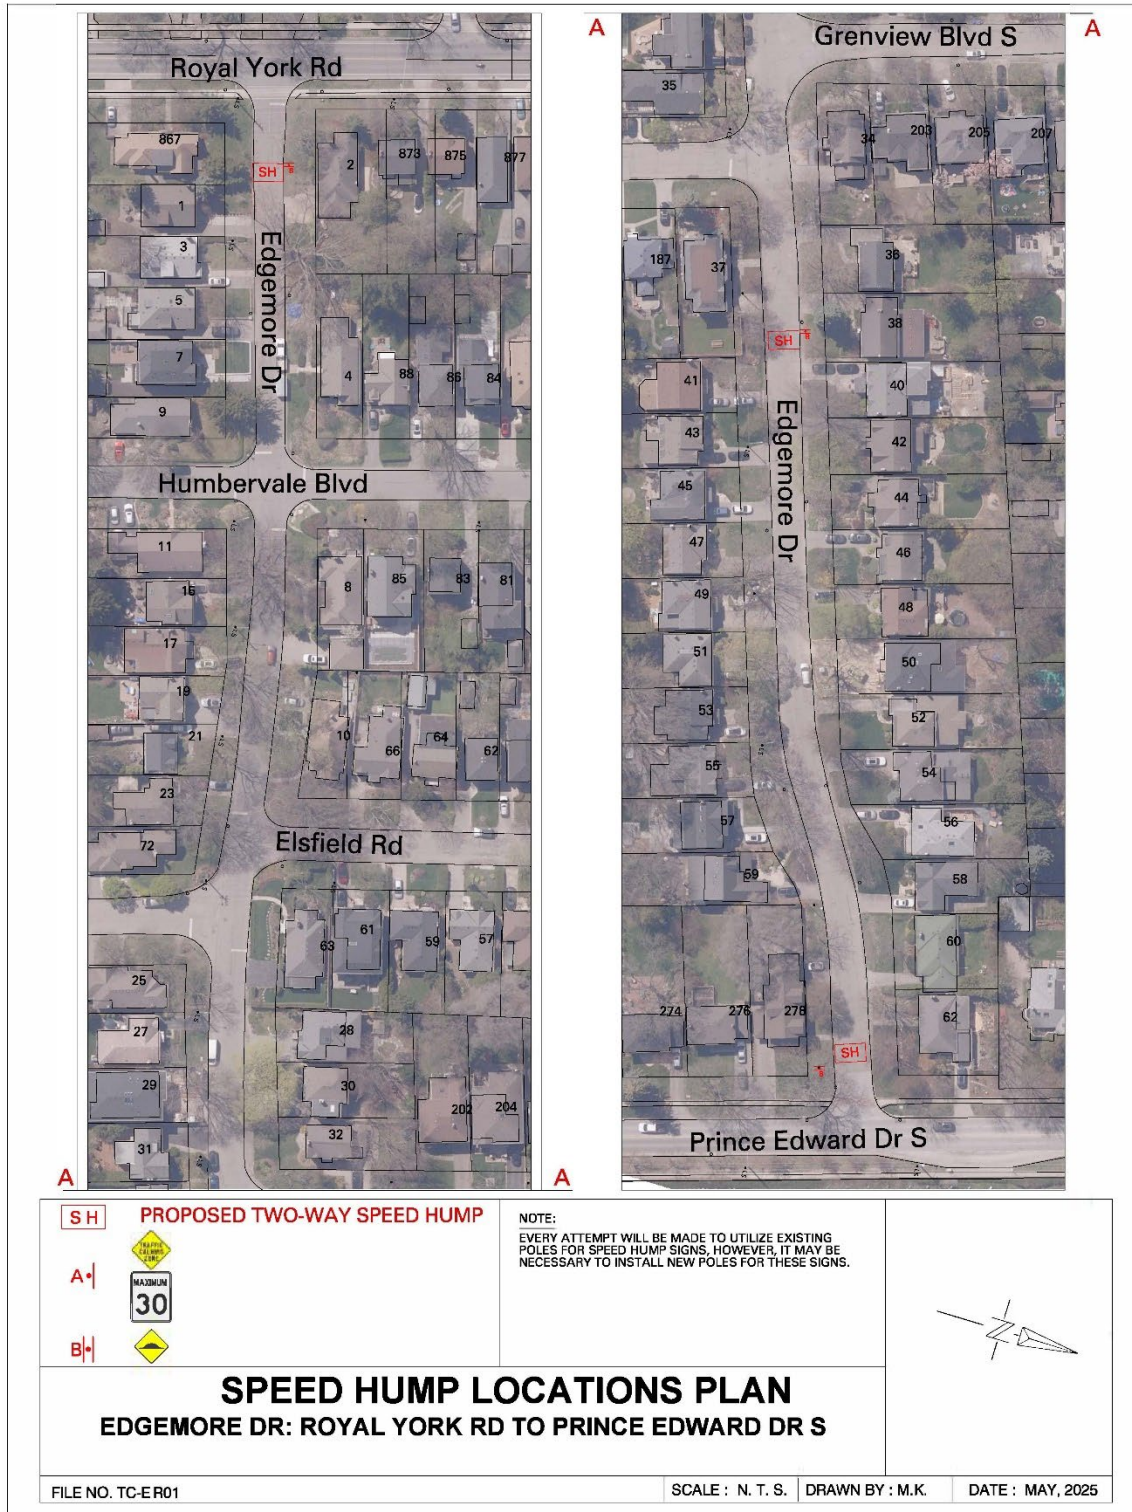 A
A
Royal York Rd
Grenview Blvd S
867
2
873
875
877
SH
1
3
5
7
9
Edgemore Dr
4
88
86
84
Humbervale Blvd
11
15
17
19
21
23
72
8
85
83
81
10
66
64
62
Elsfield Rd
63
61
59
57
25
27
29
31
28
30
32
202
204
A
A
35
34
203
205
207
187
37
36
38
SH
41
40
43
42
45
44
47
46
49
48
51
50
53
52
55
54
57
56
59
58
60
62
274
276
278
SH
Edgemore Dr
Prince Edward Dr S
SH
PROPOSED TWO-WAY SPEED HUMP
TRAFFIC
CALMING
ZONE
A
MAXIMUM
30
B
NOTE:
EVERY ATTEMPT WILL BE MADE TO UTILIZE EXISTING
POLES FOR SPEED HUMP SIGNS, HOWEVER, IT MAY BE
NECESSARY TO INSTALL NEW POLES FOR THESE SIGNS.
N
SPEED HUMP LOCATIONS PLAN
EDGEMORE DR: ROYAL YORK RD TO PRINCE EDWARD DR S
FILE NO. TC-E R01
SCALE : N. T. S.
DRAWN BY : M.K.
DATE : MAY, 2025